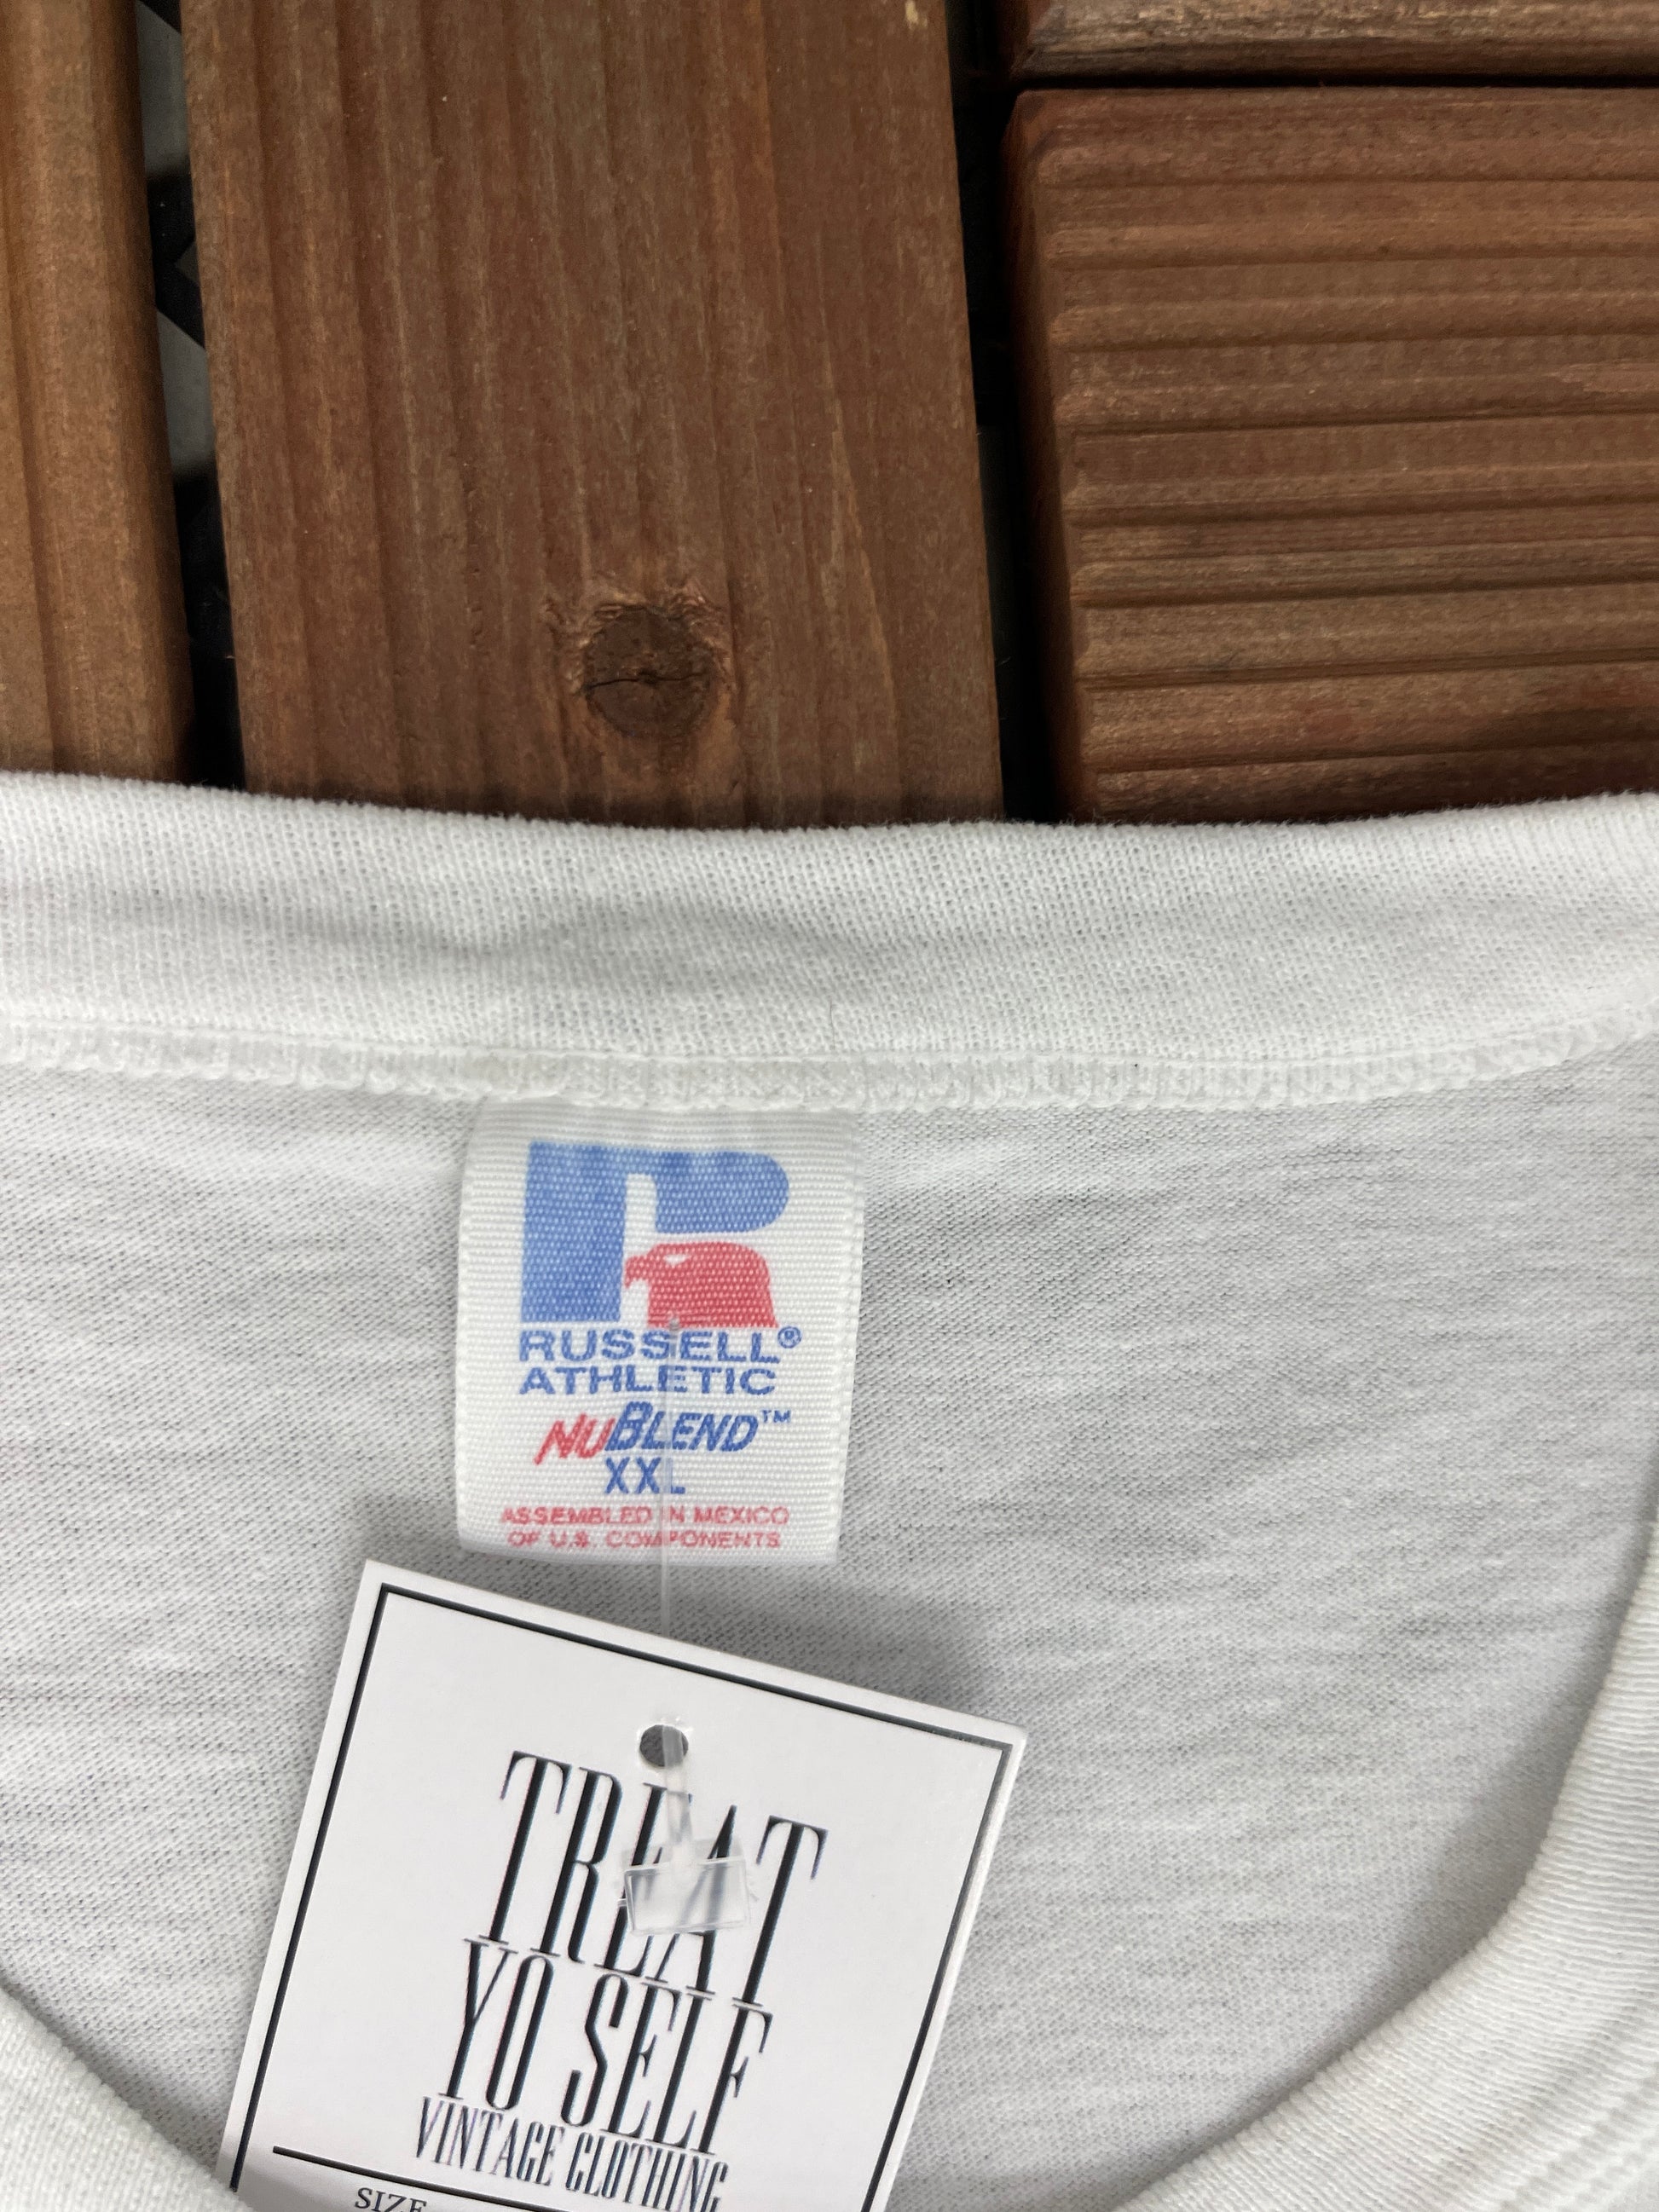 RUSSELL®
ATHLETIC
NUBLEND™
XXL
ASSEMBLED IN MEXICO
OF U.S. COMPONENTS
TREAT
YO SELF
VINTAGE CLOTHING
SIZE